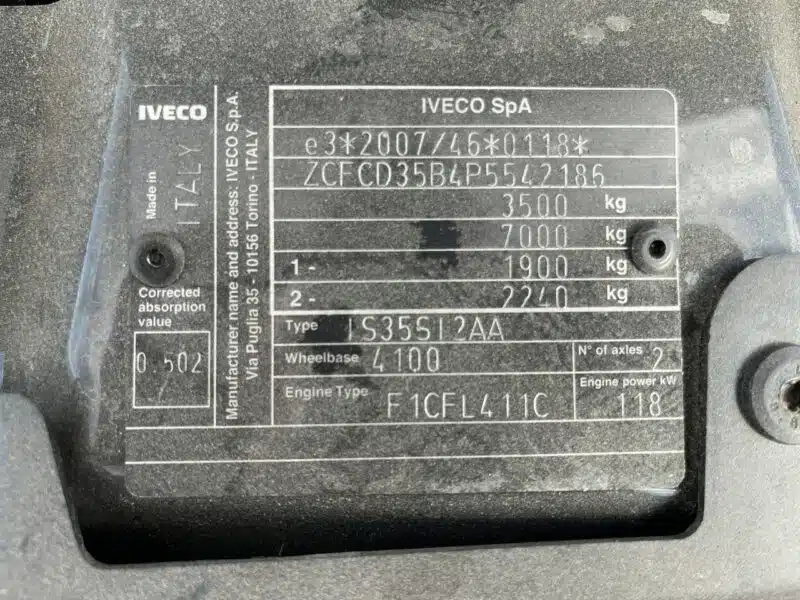 IVECO
Made in
ITALY
Corrected
absorption
value
0.502
Manufacturer name and address: IVECO S.p.A.
Via Puglia 35 - 10156 Torino - ITALY
IVECO SpA
e3*2007/46*0118*
ZCFCD35B4P5542186
3500 kg
7000 kg
1- 1900 kg
2- 2240 kg
Type IS35SI2AA
Wheelbase 4100
N° of axles 2
Engine Type F1CFL411C
Engine power kW
118